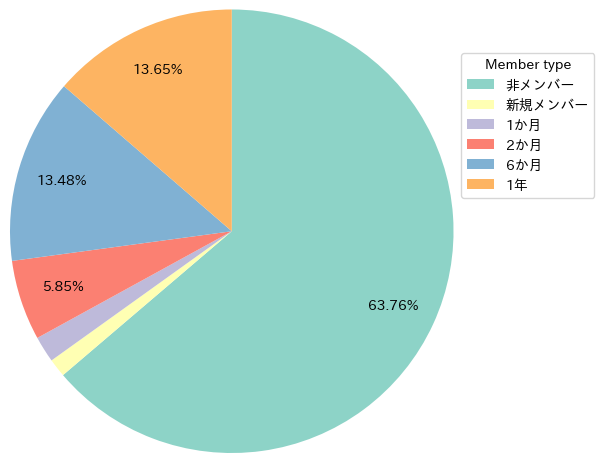 13.65%
13.48%
5.85%
63.76%
Member type
非メンバー
新規メンバー
1か月
2か月
6か月
1年